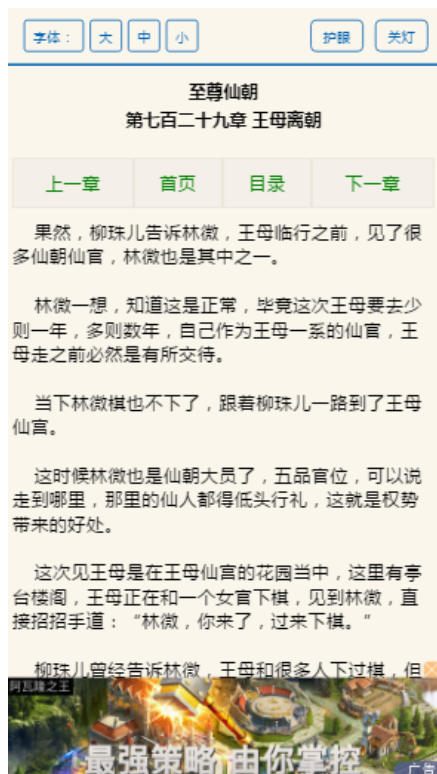 字体： 大 中 小 护眼 关灯
至尊仙朝
第七百二十九章 王母离朝
上一章 首页 目录 下一章
果然，柳珠儿告诉林微，王母临行之前，见了很
多仙朝仙官，林微也是其中之一。
林微一想，知道这是正常，毕竟这次王母要去少
则一年，多则数年，自己作为王母一系的仙官，王
母走之前必然是有所交待。
当下林微棋也不下了，跟着柳珠儿一路到了王母
仙宫。
这时候林微也是仙朝大员了，五品官位，可以说
走到哪里，那里的仙人都得低头行礼，这就是权势
带来的好处。
这次见王母是在王母仙宫的花园当中，这里有亭
台楼阁，王母正在和一个女官下棋，见到林微，直
接招招手道：“林微，你来了，过来下棋。”
柳珠儿曾经告诉林微，王母和很多人下过棋，但
阿瓦隆之王
最强策略 由你掌控
广告